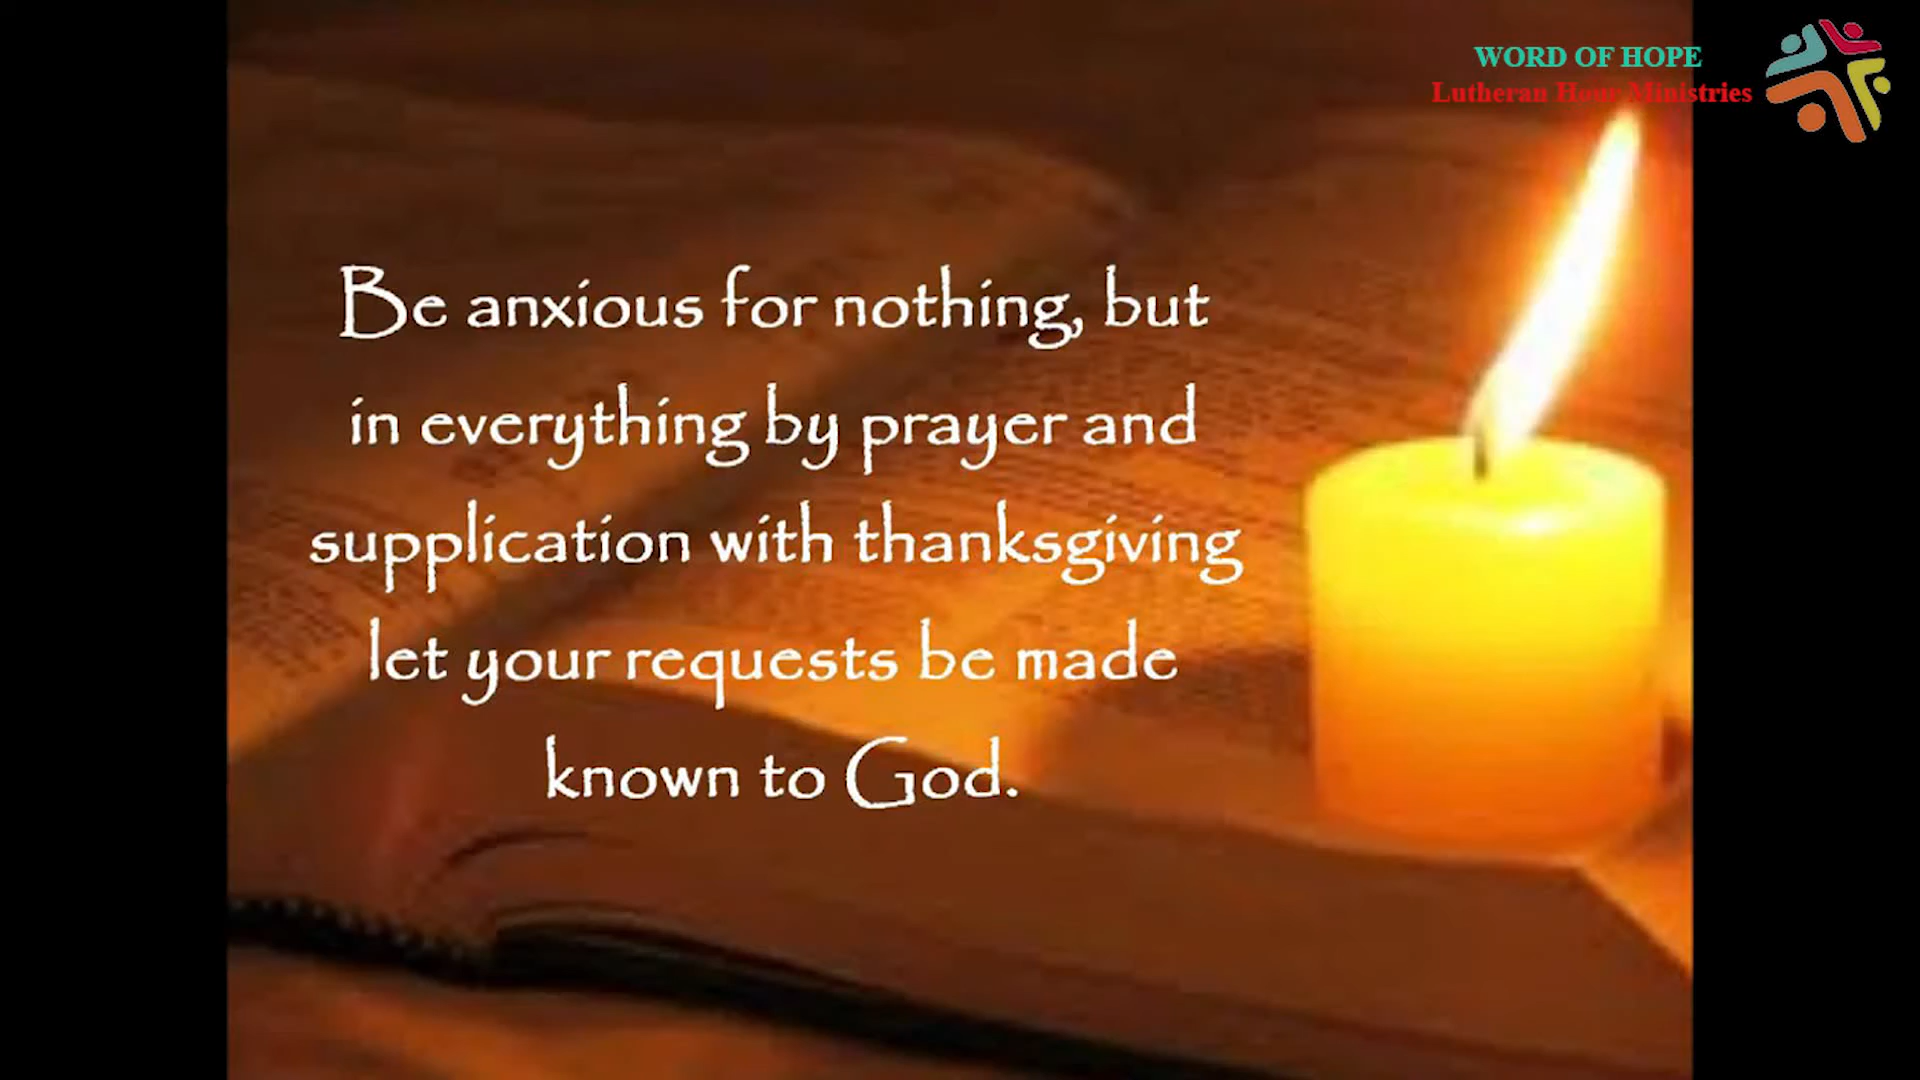 WORD OF HOPE
Lutheran Hour Ministries
Be anxious for nothing, but
in everything by prayer and
supplication with thanksgiving
let your requests be made
known to God.